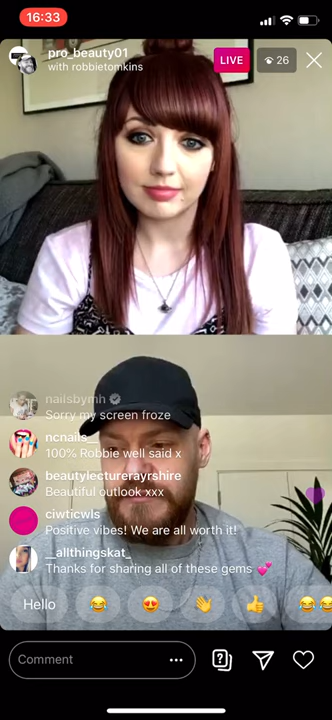 16:33
pro_beauty01
with robbietomkins
LIVE
26
nailsbymh
Sorry my screen froze
ncnails__
100% Robbie well said x
beautylecturerayrshire
Beautiful outlook xxx
ciwticwls
Positive vibes! We are all worth it!
__allthingskat_
Thanks for sharing all of these gems 💕
Hello
Comment